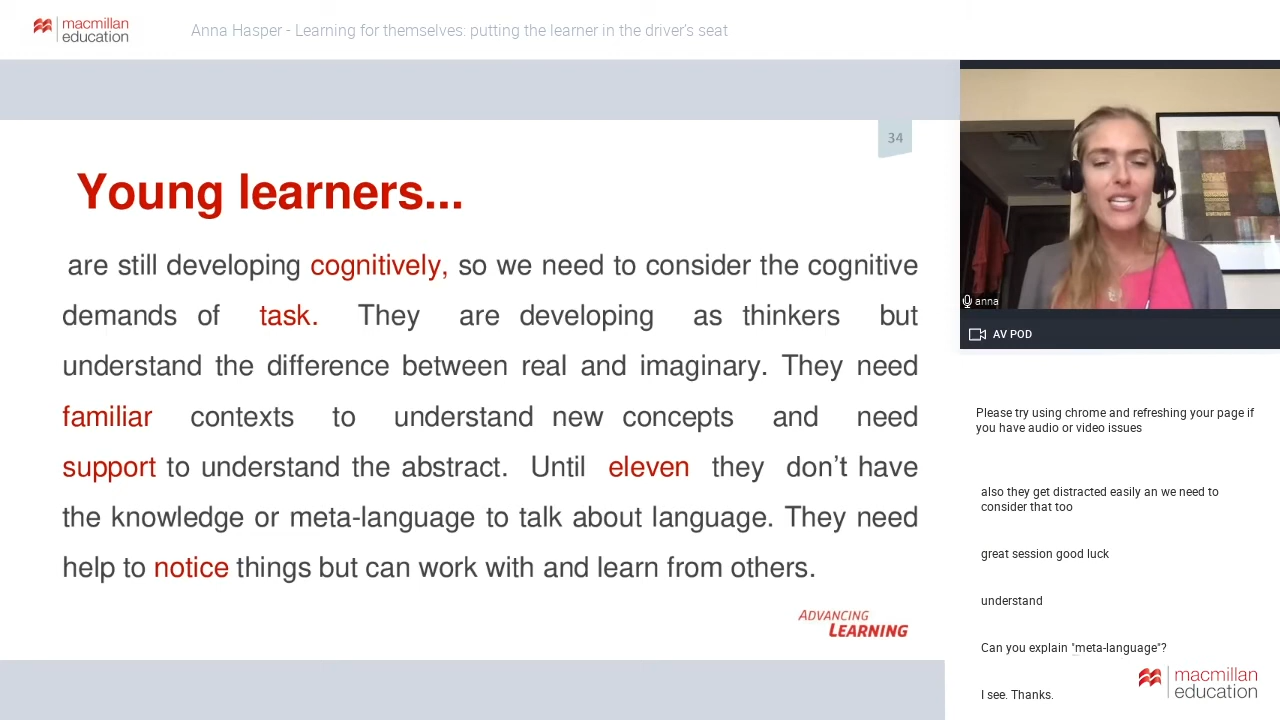 macmillan
education
Anna Hasper - Learning for themselves: putting the learner in the driver's seat
34
Young learners...
are still developing cognitively, so we need to consider the cognitive
demands of task. They are developing as thinkers but
understand the difference between real and imaginary. They need
familiar contexts to understand new concepts and need
support to understand the abstract. Until eleven they don't have
the knowledge or meta-language to talk about language. They need
help to notice things but can work with and learn from others.
ADVANCING
LEARNING
anna
AV POD
Please try using chrome and refreshing your page if
you have audio or video issues
also they get distracted easily an we need to
consider that too
great session good luck
understand
Can you explain "meta-language"?
I see. Thanks.
macmillan
education